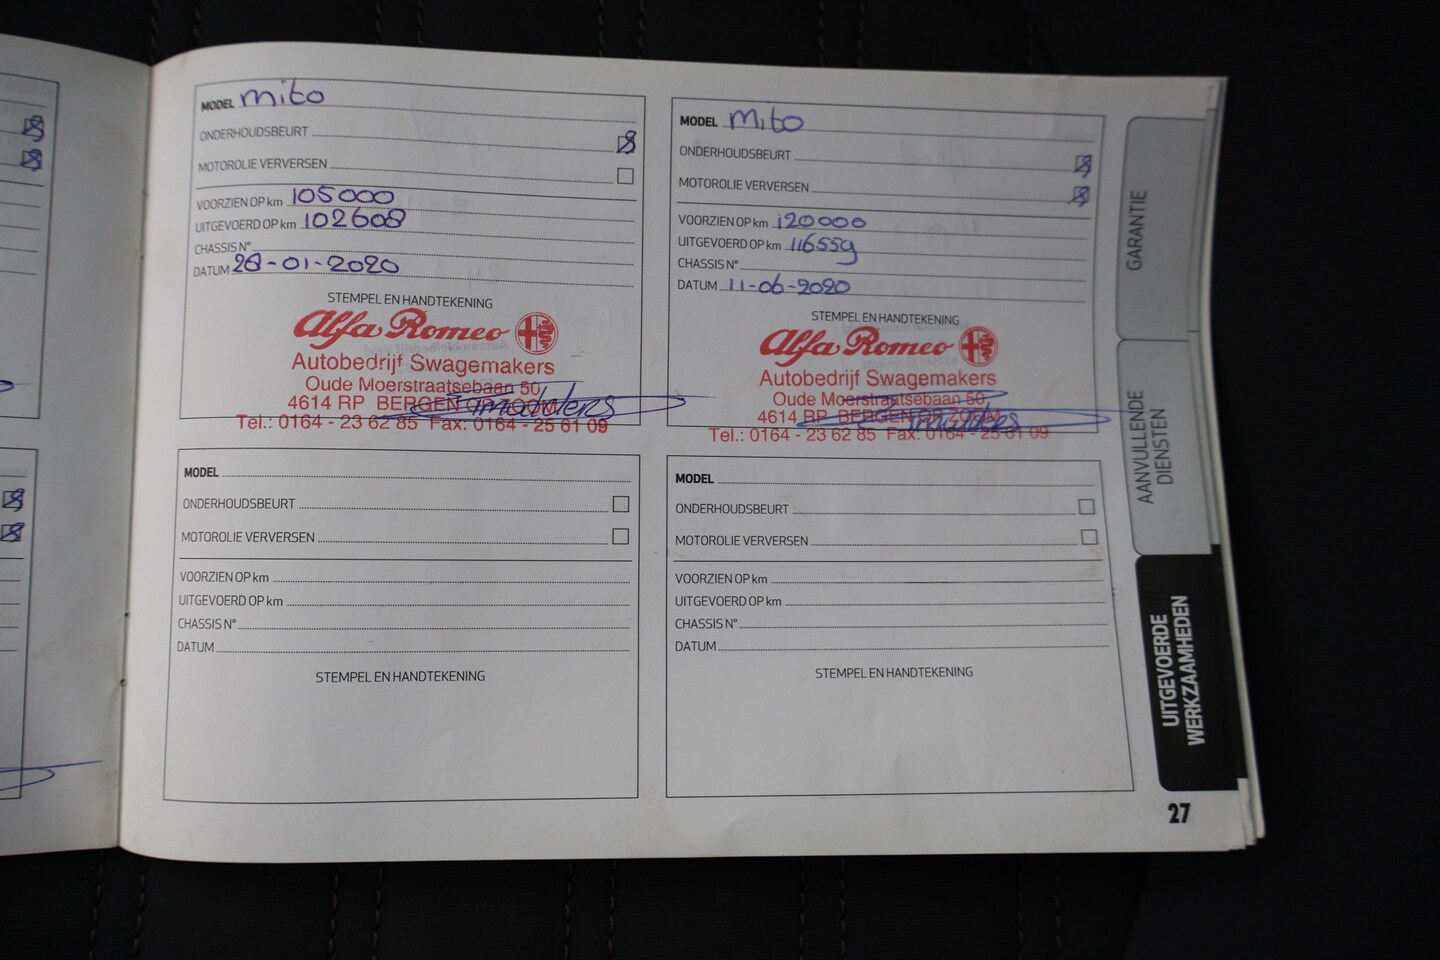 MODEL mito
ONDERHOUDSBEURT
MOTOROLIE VERVERSEN
VOORZIEN OP km 105000
UITGEVOERD OP km 102608
CHASSIS N°
DATUM 28-01-2020
STEMPEL EN HANDTEKENING
Alfa Romeo
Autobedrijf Swagemakers
Oude Moerstraatsebaan 50
4614 RP BERGEN OP ZOOM
Tel.: 0164 - 23 62 85 Fax: 0164 - 25 61 09
MODEL mito
ONDERHOUDSBEURT
MOTOROLIE VERVERSEN
VOORZIEN OP km 120000
UITGEVOERD OP km 116559
CHASSIS N°
DATUM 11-06-2020
STEMPEL EN HANDTEKENING
Alfa Romeo
Autobedrijf Swagemakers
Oude Moerstraatsebaan 50
4614 RP BERGEN OP ZOOM
Tel.: 0164 - 23 62 85 Fax: 0164 - 25 61 09
MODEL
ONDERHOUDSBEURT
MOTOROLIE VERVERSEN
VOORZIEN OP km
UITGEVOERD OP km
CHASSIS N°
DATUM
STEMPEL EN HANDTEKENING
MODEL
ONDERHOUDSBEURT
MOTOROLIE VERVERSEN
VOORZIEN OP km
UITGEVOERD OP km
CHASSIS N°
DATUM
STEMPEL EN HANDTEKENING
GARANTIE
AANVULLENDE
DIENSTEN
UITGEVOERDE
WERKZAAMHEDEN
27